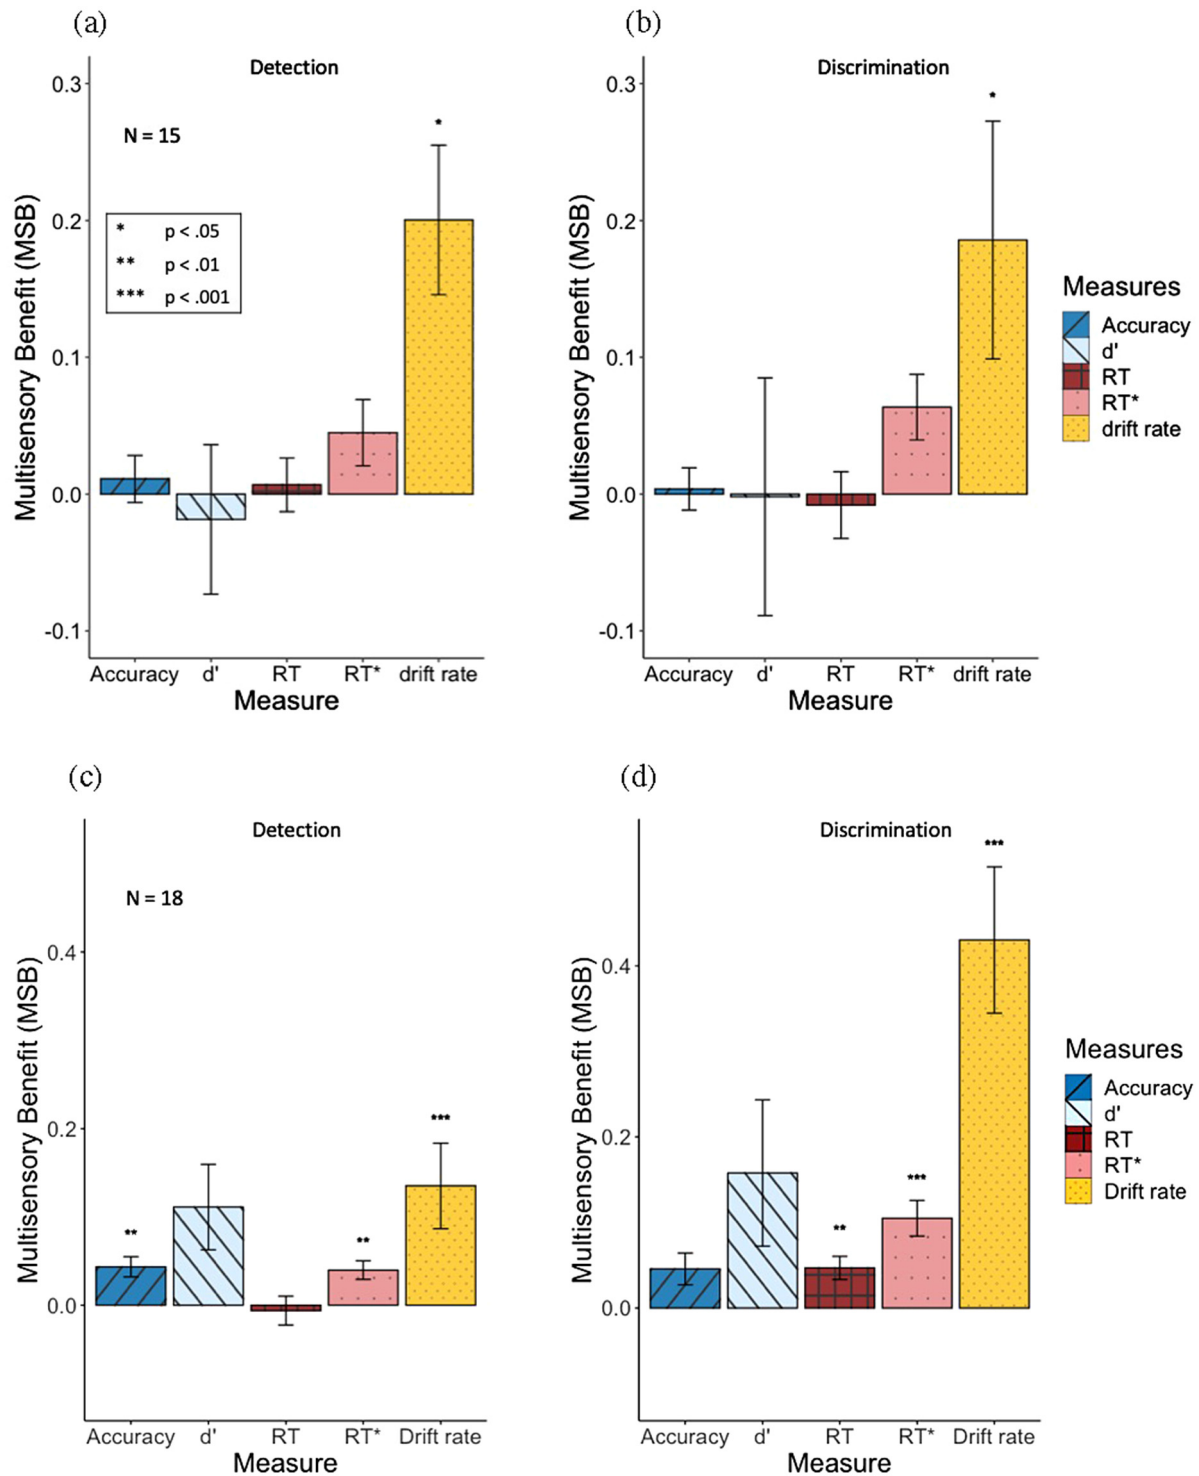 (a)
Detection
N = 15
* p < .05
** p < .01
*** p < .001
*
0.3
0.2
0.1
0.0
-0.1
Multisensory Benefit (MSB)
Accuracy d' RT RT* drift rate
Measure
(b)
Discrimination
*
0.3
0.2
0.1
0.0
-0.1
Multisensory Benefit (MSB)
Accuracy d' RT RT* drift rate
Measure
Measures
Accuracy
d'
RT
RT*
drift rate
(c)
Detection
N = 18
** ** ***
0.4
0.2
0.0
Multisensory Benefit (MSB)
Accuracy d' RT RT* Drift rate
Measure
(d)
Discrimination
** *** ***
0.4
0.2
0.0
Multisensory Benefit (MSB)
Accuracy d' RT RT* Drift rate
Measure
Measures
Accuracy
d'
RT
RT*
Drift rate